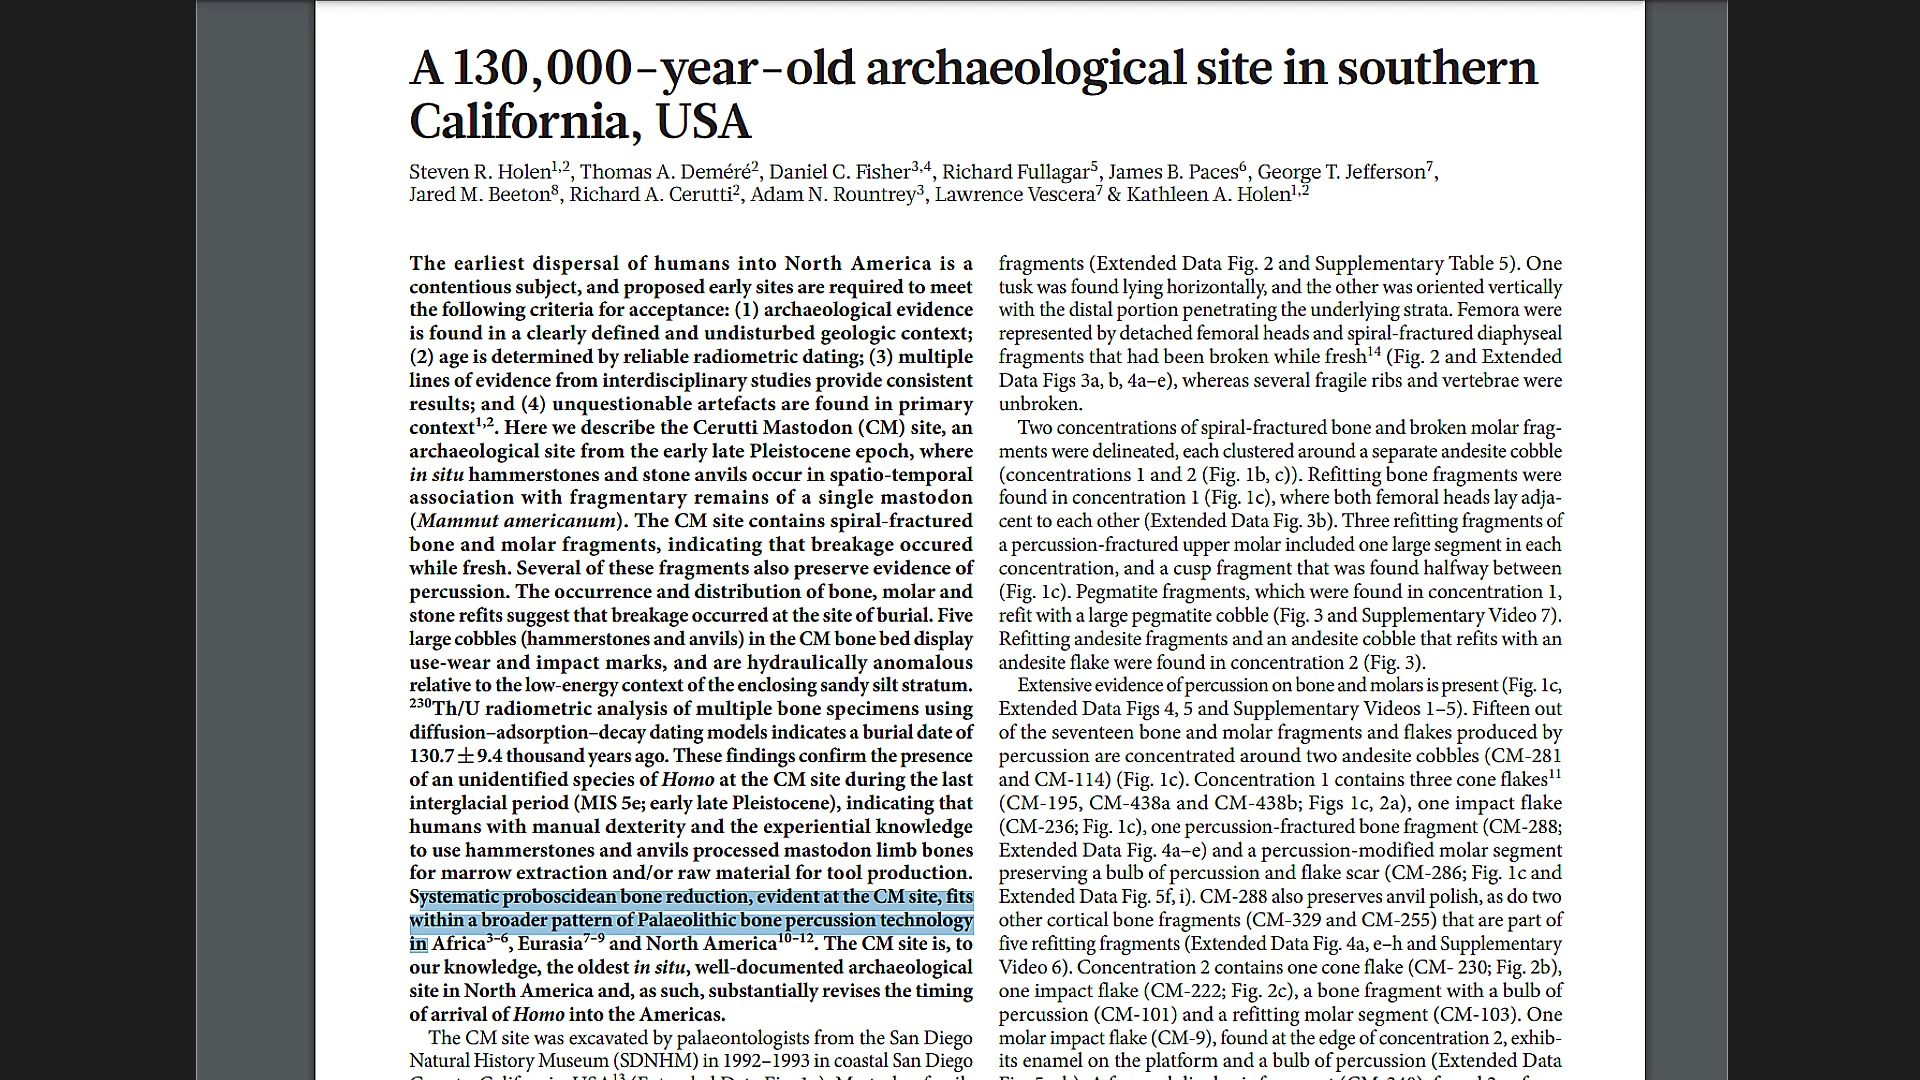 A 130,000-year-old archaeological site in southern
California, USA
Steven R. Holen1,2, Thomas A. Deméré2, Daniel C. Fisher3,4, Richard Fullagar5, James B. Paces6, George T. Jefferson7,
Jared M. Beeton8, Richard A. Cerutti2, Adam N. Rountrey3, Lawrence Vescera7 & Kathleen A. Holen1,2
The earliest dispersal of humans into North America is a
contentious subject, and proposed early sites are required to meet
the following criteria for acceptance: (1) archaeological evidence
is found in a clearly defined and undisturbed geologic context;
(2) age is determined by reliable radiometric dating; (3) multiple
lines of evidence from interdisciplinary studies provide consistent
results; and (4) unquestionable artefacts are found in primary
context1,2. Here we describe the Cerutti Mastodon (CM) site, an
archaeological site from the early late Pleistocene epoch, where
in situ hammerstones and stone anvils occur in spatio-temporal
association with fragmentary remains of a single mastodon
(Mammut americanum). The CM site contains spiral-fractured
bone and molar fragments, indicating that breakage occured
while fresh. Several of these fragments also preserve evidence of
percussion. The occurrence and distribution of bone, molar and
stone refits suggest that breakage occurred at the site of burial. Five
large cobbles (hammerstones and anvils) in the CM bone bed display
use-wear and impact marks, and are hydraulically anomalous
relative to the low-energy context of the enclosing sandy silt stratum.
230Th/U radiometric analysis of multiple bone specimens using
diffusion–adsorption–decay dating models indicates a burial date of
130.7 ± 9.4 thousand years ago. These findings confirm the presence
of an unidentified species of Homo at the CM site during the last
interglacial period (MIS 5e; early late Pleistocene), indicating that
humans with manual dexterity and the experiential knowledge
to use hammerstones and anvils processed mastodon limb bones
for marrow extraction and/or raw material for tool production.
Systematic proboscidean bone reduction, evident at the CM site, fits
within a broader pattern of Palaeolithic bone percussion technology
in Africa3–6, Eurasia7–9 and North America10–12. The CM site is, to
our knowledge, the oldest in situ, well-documented archaeological
site in North America and, as such, substantially revises the timing
of arrival of Homo into the Americas.
The CM site was excavated by palaeontologists from the San Diego
Natural History Museum (SDNHM) in 1992–1993 in coastal San Diego
fragments (Extended Data Fig. 2 and Supplementary Table 5). One
tusk was found lying horizontally, and the other was oriented vertically
with the distal portion penetrating the underlying strata. Femora were
represented by detached femoral heads and spiral-fractured diaphyseal
fragments that had been broken while fresh14 (Fig. 2 and Extended
Data Figs 3a, b, 4a–e), whereas several fragile ribs and vertebrae were
unbroken.
Two concentrations of spiral-fractured bone and broken molar frag-
ments were delineated, each clustered around a separate andesite cobble
(concentrations 1 and 2 (Fig. 1b, c)). Refitting bone fragments were
found in concentration 1 (Fig. 1c), where both femoral heads lay adja-
cent to each other (Extended Data Fig. 3b). Three refitting fragments of
a percussion-fractured upper molar included one large segment in each
concentration, and a cusp fragment that was found halfway between
(Fig. 1c). Pegmatite fragments, which were found in concentration 1,
refit with a large pegmatite cobble (Fig. 3 and Supplementary Video 7).
Refitting andesite fragments and an andesite cobble that refits with an
andesite flake were found in concentration 2 (Fig. 3).
Extensive evidence of percussion on bone and molars is present (Fig. 1c,
Extended Data Figs 4, 5 and Supplementary Videos 1–5). Fifteen out
of the seventeen bone and molar fragments and flakes produced by
percussion are concentrated around two andesite cobbles (CM-281
and CM-114) (Fig. 1c). Concentration 1 contains three cone flakes11
(CM-195, CM-438a and CM-438b; Figs 1c, 2a), one impact flake
(CM-236; Fig. 1c), one percussion-fractured bone fragment (CM-288;
Extended Data Fig. 4a–e) and a percussion-modified molar segment
preserving a bulb of percussion and flake scar (CM-286; Fig. 1c and
Extended Data Fig. 5f, i). CM-288 also preserves anvil polish, as do two
other cortical bone fragments (CM-329 and CM-255) that are part of
five refitting fragments (Extended Data Fig. 4a, e–h and Supplementary
Video 6). Concentration 2 contains one cone flake (CM- 230; Fig. 2b),
one impact flake (CM-222; Fig. 2c), a bone fragment with a bulb of
percussion (CM-101) and a refitting molar segment (CM-103). One
molar impact flake (CM-9), found at the edge of concentration 2, exhib-
its enamel on the platform and a bulb of percussion (Extended Data